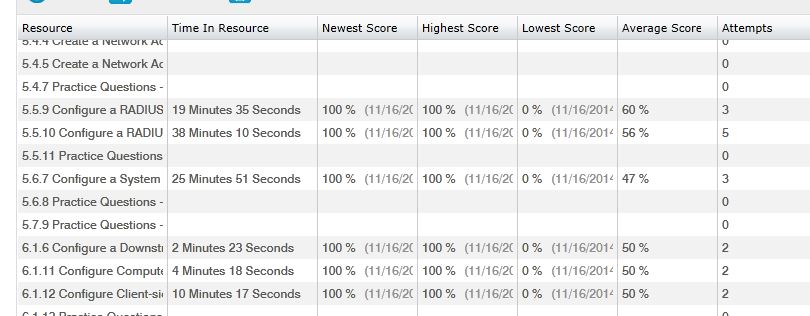 Resource Time In Resource Newest Score Highest Score Lowest Score Average Score Attempts
5.4.4 Create a Network Ac 0
5.4.5 Create a Network Ac 0
5.4.7 Practice Questions - 0
5.5.9 Configure a RADIUS 19 Minutes 35 Seconds 100 % (11/16/20 100 % (11/16/20 0 % (11/16/2014 60 % 3
5.5.10 Configure a RADIU 38 Minutes 10 Seconds 100 % (11/16/20 100 % (11/16/20 0 % (11/16/2014 56 % 5
5.5.11 Practice Questions 0
5.6.7 Configure a System 25 Minutes 51 Seconds 100 % (11/16/20 100 % (11/16/20 0 % (11/16/2014 47 % 3
5.6.8 Practice Questions - 0
5.7.9 Practice Questions - 0
6.1.6 Configure a Downst 2 Minutes 23 Seconds 100 % (11/16/20 100 % (11/16/20 0 % (11/16/2014 50 % 2
6.1.11 Configure Compute 4 Minutes 18 Seconds 100 % (11/16/20 100 % (11/16/20 0 % (11/16/2014 50 % 2
6.1.12 Configure Client-si 10 Minutes 17 Seconds 100 % (11/16/20 100 % (11/16/20 0 % (11/16/2014 50 % 2
6.1.13 Practice Questions 0